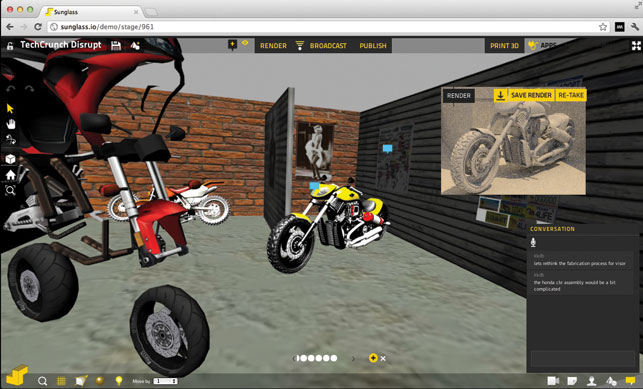 Sunglass
sunglass.io/demo/stage/961
TechCrunch Disrupt
RENDER
BROADCAST
PUBLISH
PRINT 3D
APPS
RENDER
SAVE RENDER
RE-TAKE
CONVERSATION
lets rethink the fabrication process for visor
the honda cbr assembly would be a bit
complicated
Move by
1